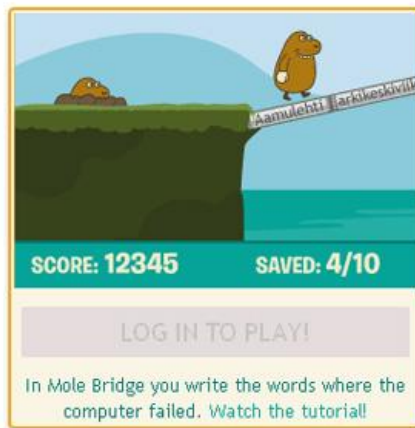 Aamulehti
SCORE: 12345 SAVED: 4/10
LOG IN TO PLAY!
In Mole Bridge you write the words where the
computer failed. Watch the tutorial!